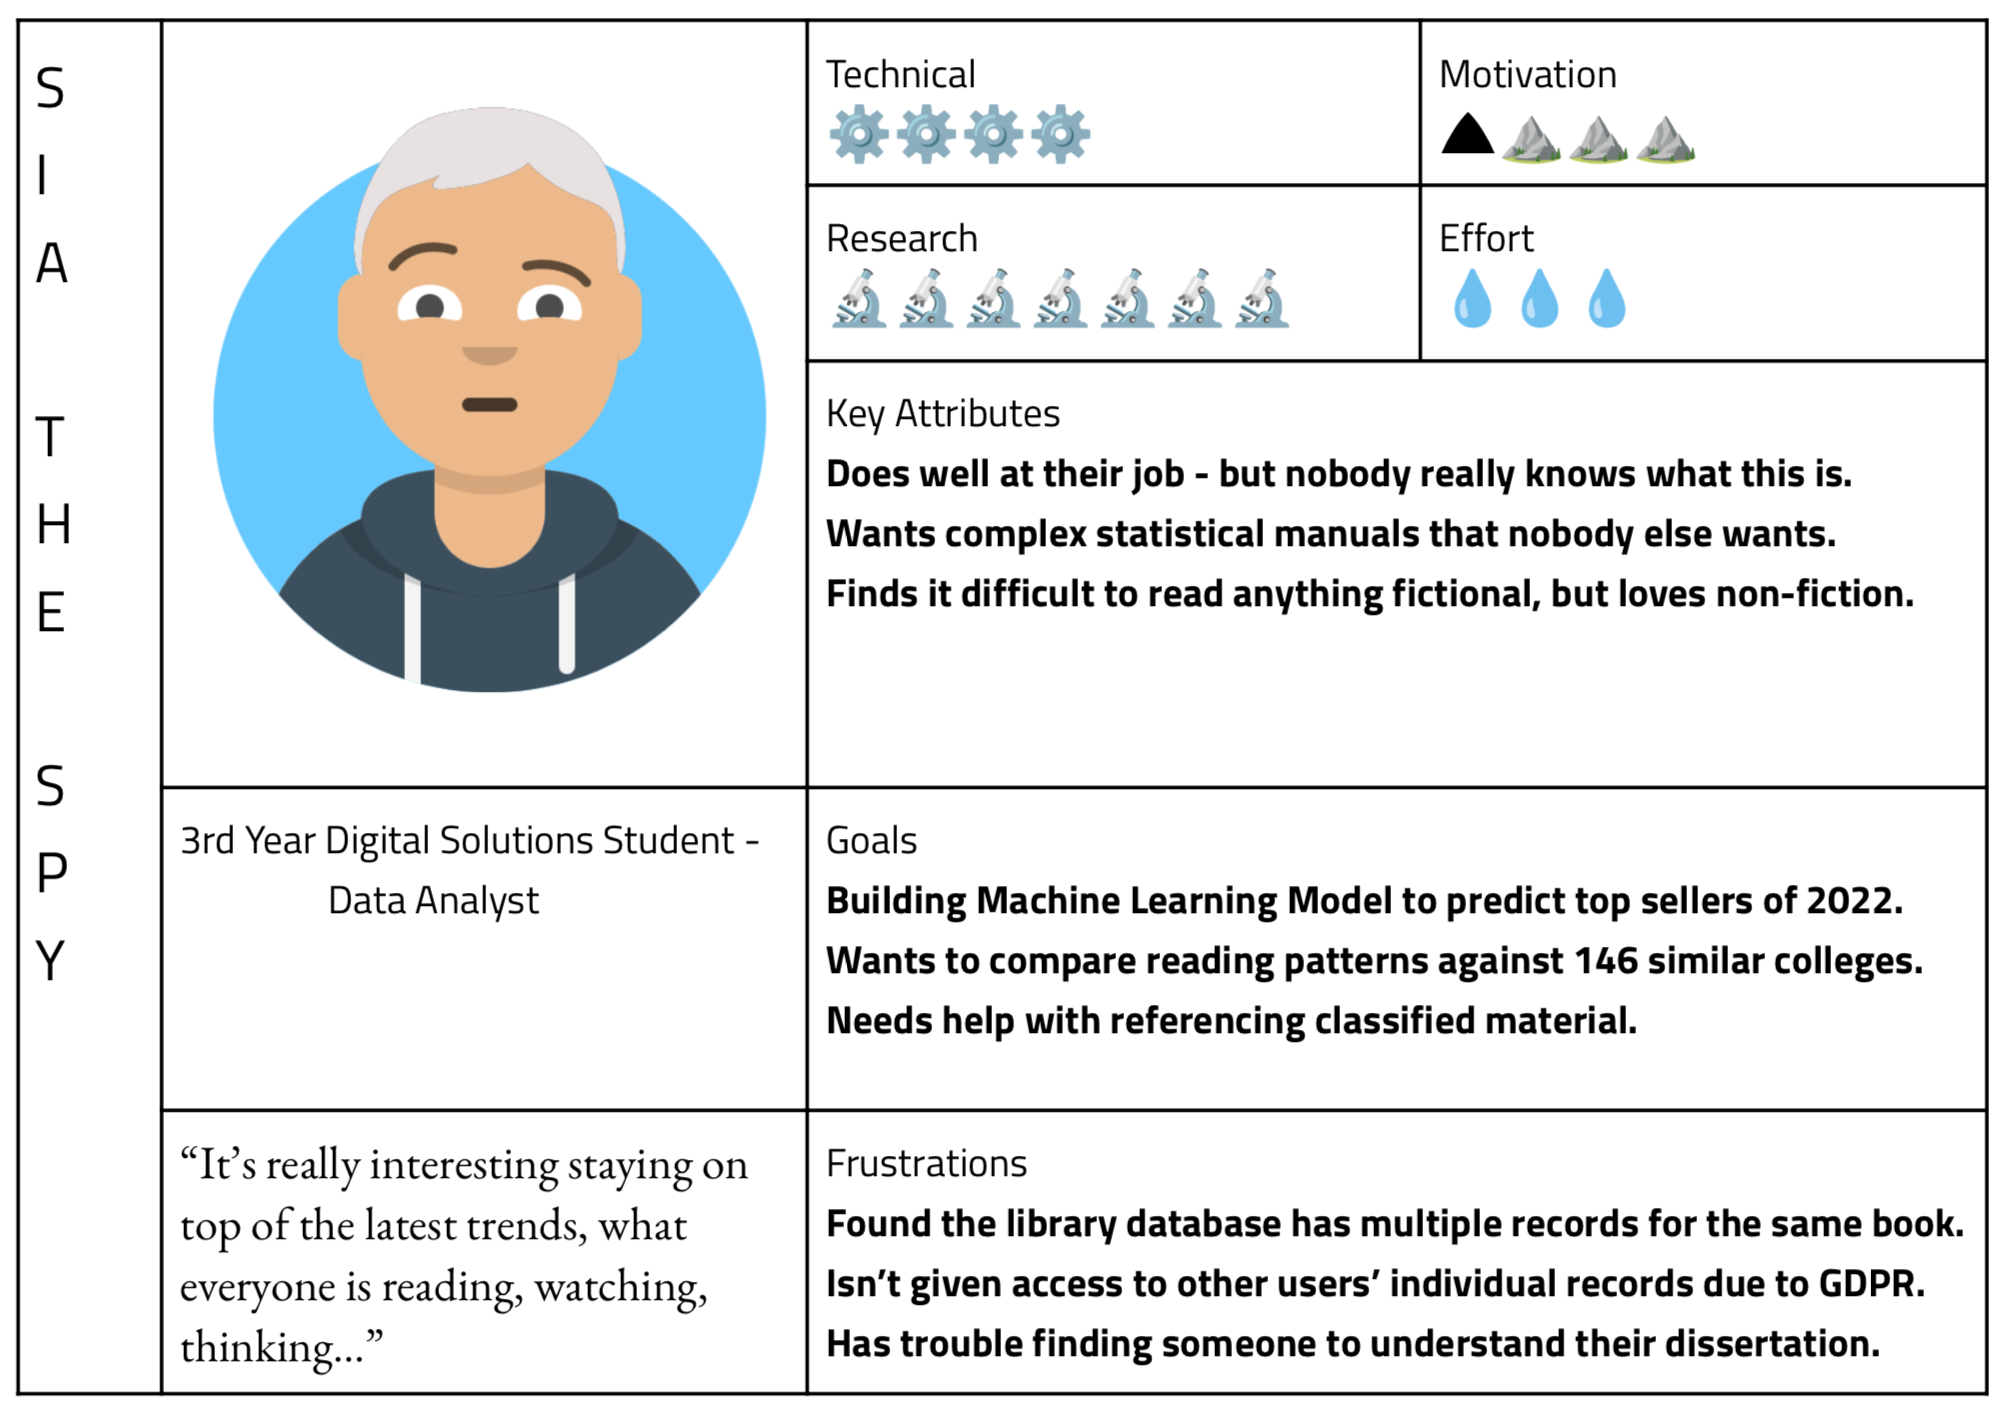 SIA THE SPY
Technical
⚙️⚙️⚙️⚙️
Motivation
⛰⛰️⛰️⛰️
Research
🔬🔬🔬🔬🔬🔬🔬
Effort
💧💧💧
Key Attributes
Does well at their job - but nobody really knows what this is.
Wants complex statistical manuals that nobody else wants.
Finds it difficult to read anything fictional, but loves non-fiction.
3rd Year Digital Solutions Student -
Data Analyst
Goals
Building Machine Learning Model to predict top sellers of 2022.
Wants to compare reading patterns against 146 similar colleges.
Needs help with referencing classified material.
“It’s really interesting staying on
top of the latest trends, what
everyone is reading, watching,
thinking...”
Frustrations
Found the library database has multiple records for the same book.
Isn’t given access to other users’ individual records due to GDPR.
Has trouble finding someone to understand their dissertation.